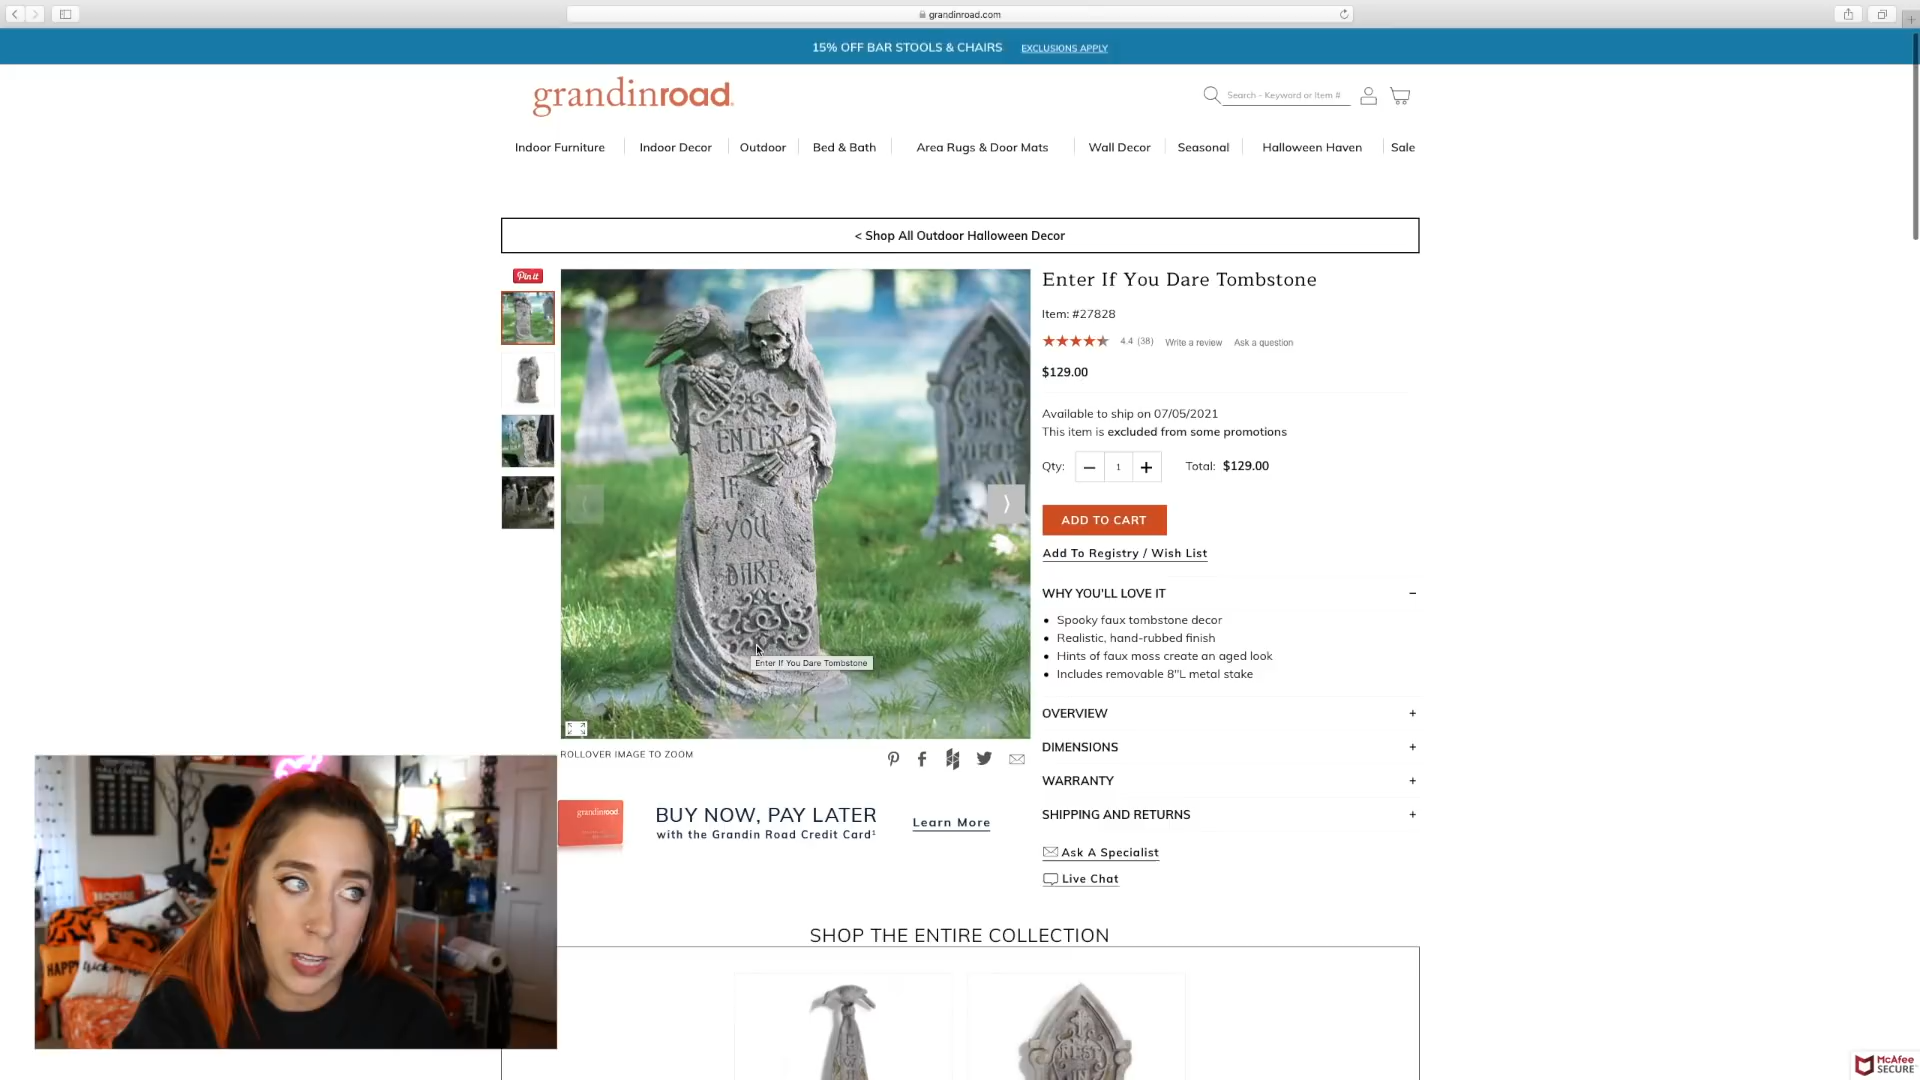 grandinroad.com
15% OFF BAR STOOLS & CHAIRS EXCLUSIONS APPLY
grandinroad
Search - Keyword or Item #
Indoor Furniture Indoor Decor Outdoor Bed & Bath Area Rugs & Door Mats Wall Decor Seasonal Halloween Haven Sale
< Shop All Outdoor Halloween Decor
Pin it
Enter If You Dare Tombstone
Item: #27828
4.4 (38) Write a review Ask a question
$129.00
Available to ship on 07/05/2021
This item is excluded from some promotions
Qty: 1 Total: $129.00
ADD TO CART
Add To Registry / Wish List
WHY YOU'LL LOVE IT
• Spooky faux tombstone decor
• Realistic, hand-rubbed finish
• Hints of faux moss create an aged look
• Includes removable 8"L metal stake
OVERVIEW +
DIMENSIONS +
WARRANTY +
SHIPPING AND RETURNS +
Ask A Specialist
Live Chat
ENTER
IF
YOU
DARE
Enter If You Dare Tombstone
ROLLOVER IMAGE TO ZOOM
grandinroad
BUY NOW, PAY LATER
with the Grandin Road Credit Card¹
Learn More
SHOP THE ENTIRE COLLECTION
REST
IN
HALLOWEEN
HAPPY
McAfee
SECURE